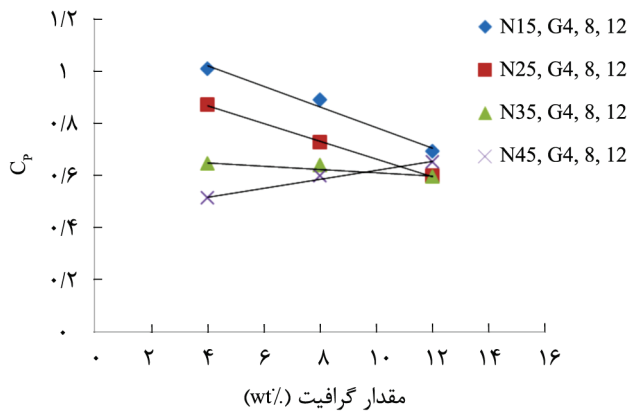 ۱/۲
۱
۰/۸
۰/۶
۰/۴
۰/۲
۰
C_P
۰ ۲ ۴ ۶ ۸ ۱۰ ۱۲ ۱۴ ۱۶
مقدار گرافیت (wt٪)
N15, G4, 8, 12
N25, G4, 8, 12
N35, G4, 8, 12
N45, G4, 8, 12